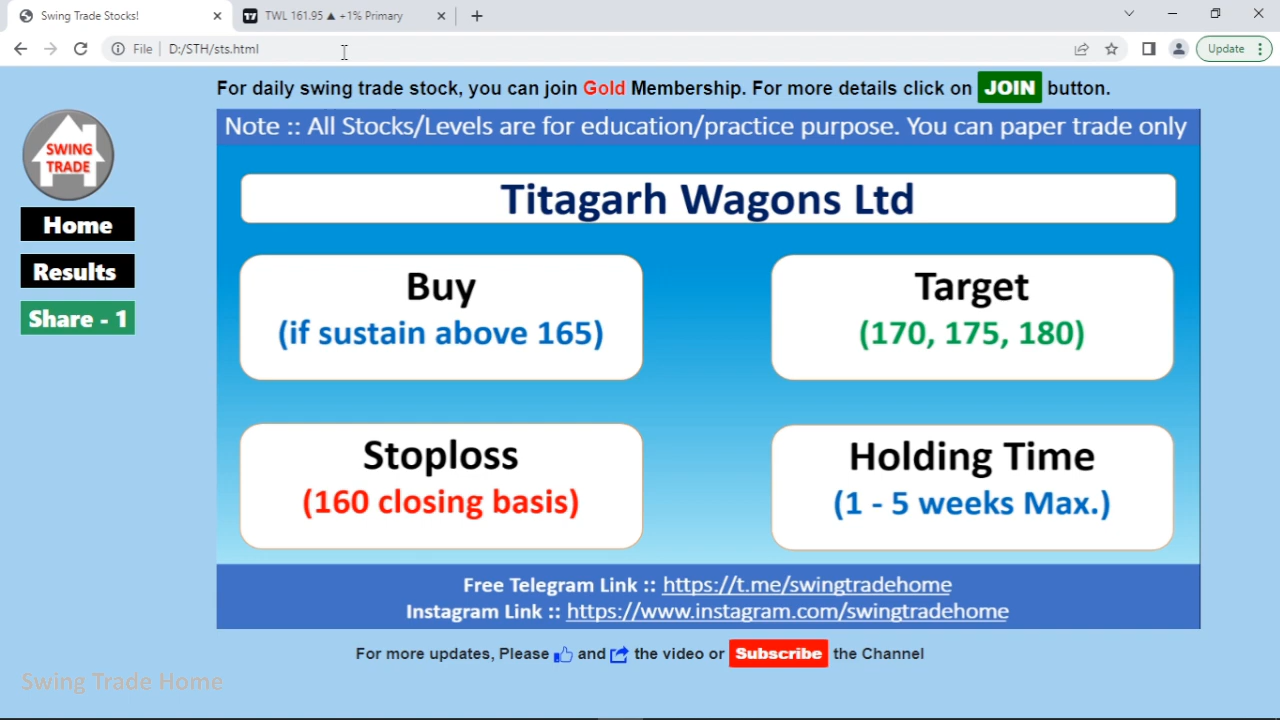 Swing Trade Stocks!
TWL 161.95 ▲ +1% Primary
File
D:/STH/sts.html
Update
For daily swing trade stock, you can join Gold Membership. For more details click on JOIN button.
Note :: All Stocks/Levels are for education/practice purpose. You can paper trade only
SWING
TRADE
Home
Results
Share - 1
Titagarh Wagons Ltd
Buy
(if sustain above 165)
Target
(170, 175, 180)
Stoploss
(160 closing basis)
Holding Time
(1 - 5 weeks Max.)
Free Telegram Link :: https://t.me/swingtradehome
Instagram Link :: https://www.instagram.com/swingtradehome
For more updates, Please and the video or Subscribe the Channel
Swing Trade Home